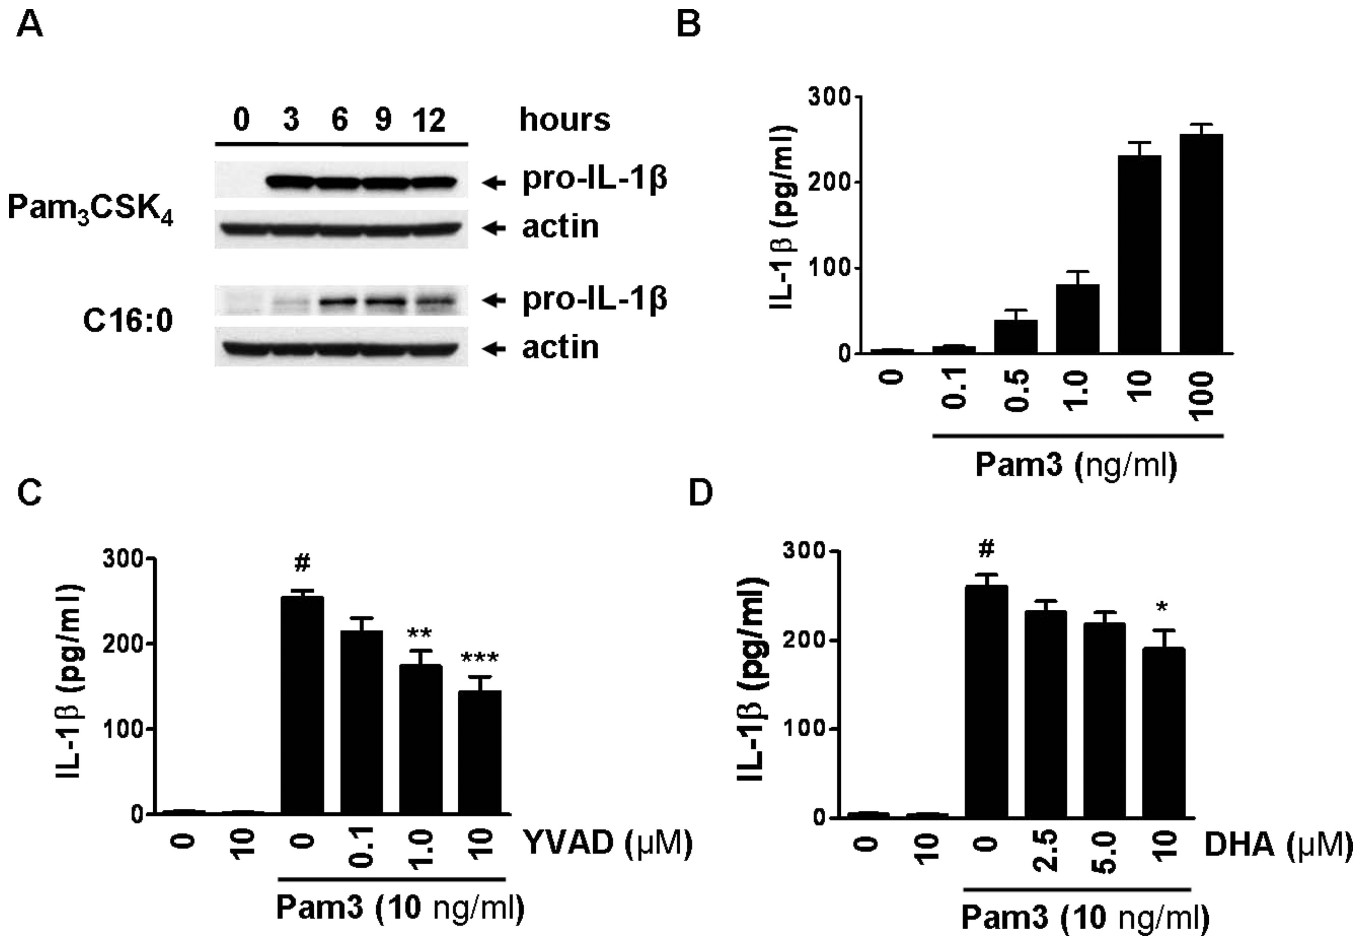 A
0 3 6 9 12 hours
Pam3CSK4
pro-IL-1β
actin
C16:0
pro-IL-1β
actin
B
IL-1β (pg/ml)
300
200
100
0
0 0.1 0.5 1.0 10 100
Pam3 (ng/ml)
C
IL-1β (pg/ml)
300
200
100
0
#
**
***
0 10 0 0.1 1.0 10 YVAD (μM)
Pam3 (10 ng/ml)
D
IL-1β (pg/ml)
300
200
100
0
#
*
0 10 0 2.5 5.0 10 DHA (μM)
Pam3 (10 ng/ml)